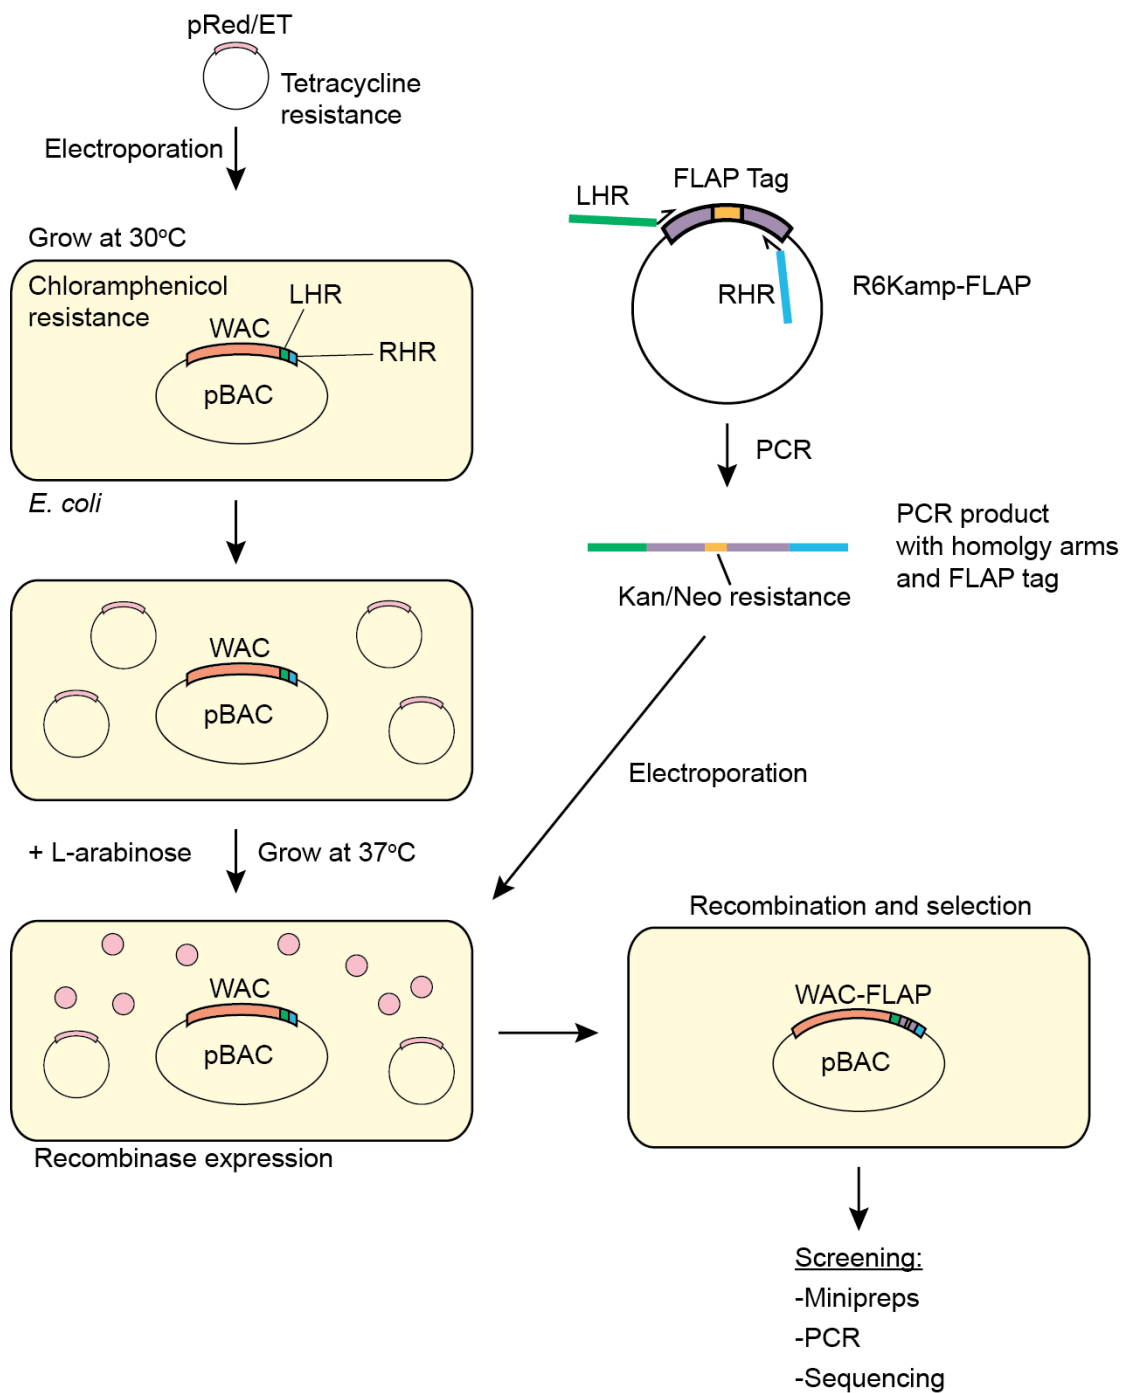 pRed/ET
Tetracycline
resistance
Electroporation
Grow at 30°C
Chloramphenicol
resistance
LHR
WAC
RHR
pBAC
E. coli
WAC
pBAC
+ L-arabinose
Grow at 37°C
WAC
pBAC
Recombinase expression
FLAP Tag
LHR
RHR
R6Kamp-FLAP
PCR
PCR product
with homolgy arms
and FLAP tag
Kan/Neo resistance
Electroporation
Recombination and selection
WAC-FLAP
pBAC
Screening:
-Minipreps
-PCR
-Sequencing